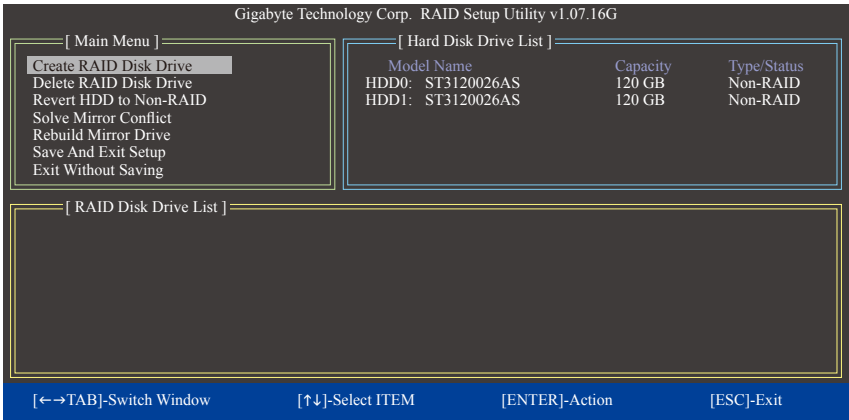 Gigabyte Technology Corp. RAID Setup Utility v1.07.16G
[ Main Menu ]
Create RAID Disk Drive
Delete RAID Disk Drive
Revert HDD to Non-RAID
Solve Mirror Conflict
Rebuild Mirror Drive
Save And Exit Setup
Exit Without Saving
[ Hard Disk Drive List ]
Model Name Capacity Type/Status
HDD0: ST3120026AS 120 GB Non-RAID
HDD1: ST3120026AS 120 GB Non-RAID
[ RAID Disk Drive List ]
[←→TAB]-Switch Window [↑↓]-Select ITEM [ENTER]-Action [ESC]-Exit